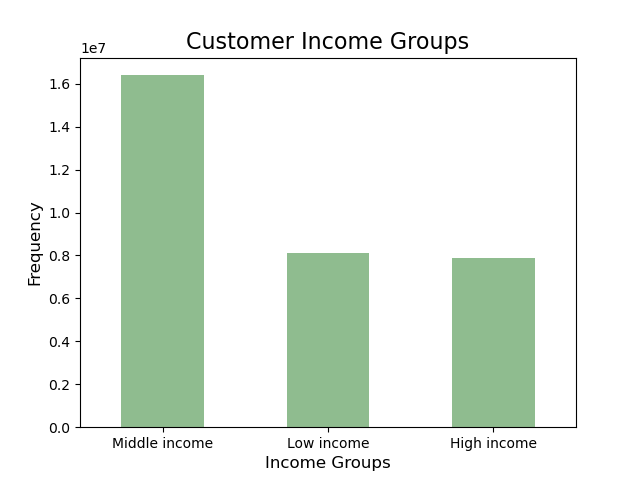 Customer Income Groups
1e7
1.6
1.4
1.2
1.0
0.8
0.6
0.4
0.2
0.0
Frequency
Middle income Low income High income
Income Groups